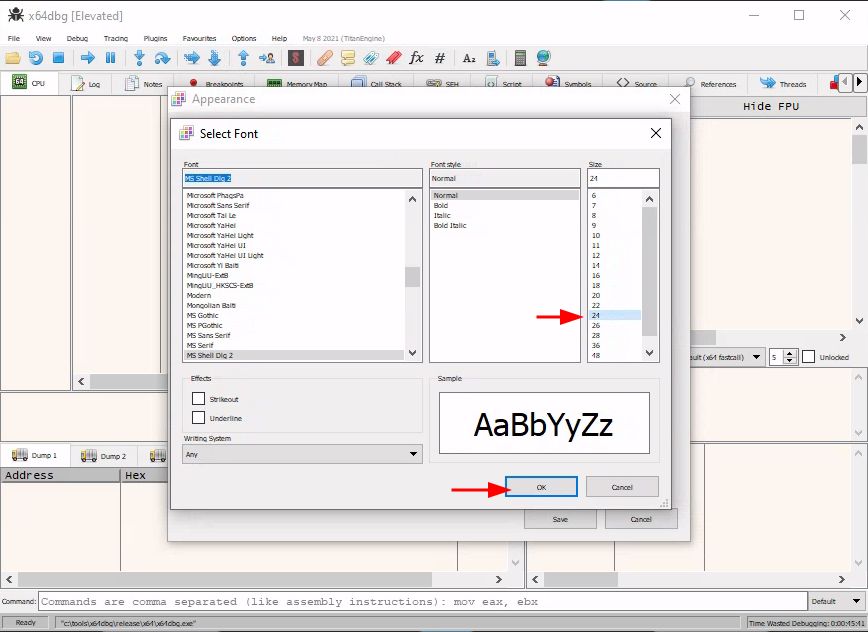 x64dbg [Elevated]
File View Debug Tracing Plugins Favourites Options Help May 8 2021 (TitanEngine)
CPU Log Notes Breakpoints Memory Map Call Stack SEH Script Symbols Source References Threads
Appearance
Hide FPU
Select Font
Font Font style Size
MS Shell Dlg 2 Normal 24
Microsoft PhagsPa Normal 6
Microsoft Sans Serif Bold 7
Microsoft Tai Le Italic 8
Microsoft YaHei Bold Italic 9
Microsoft YaHei Light 10
Microsoft YaHei UI 11
Microsoft YaHei UI Light 12
Microsoft Yi Baiti 14
MingLiU-ExtB 16
MingLiU_HKSCS-ExtB 18
Modern 20
Mongolian Baiti 22
MS Gothic 24
MS PGothic 26
MS Sans Serif 28
MS Serif 36
MS Shell Dlg 2 48
ult (x64 fastcall) 5 Unlocked
Effects Sample
Strikeout
Underline
AaBbYyZz
Writing System
Any
Dump 1 Dump 2
Address Hex
OK Cancel
Save Cancel
Command: Commands are comma separated (like assembly instructions): mov eax, ebx Default
Ready "c:\tools\x64dbg\release\x64\x64dbg.exe" Time Wasted Debugging: 0:00:45:41